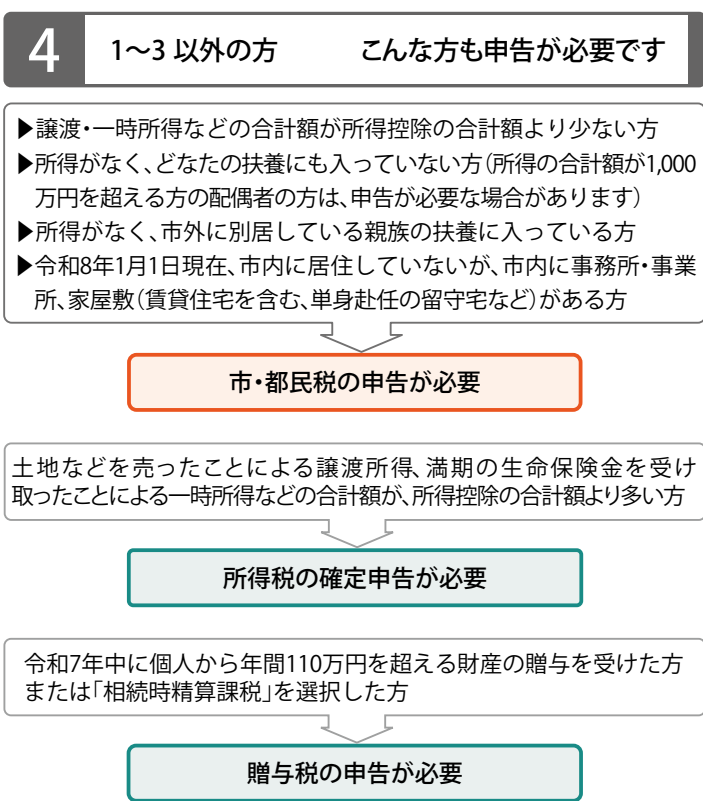 4 1〜3 以外の方 こんな方も申告が必要です
▶譲渡・一時所得などの合計額が所得控除の合計額より少ない方
▶所得がなく、どなたの扶養にも入っていない方(所得の合計額が1,000
万円を超える方の配偶者の方は、申告が必要な場合があります)
▶所得がなく、市外に別居している親族の扶養に入っている方
▶令和8年1月1日現在、市内に居住していないが、市内に事務所・事業
所、家屋敷(賃貸住宅を含む、単身赴任の留守宅など)がある方
市・都民税の申告が必要
土地などを売ったことによる譲渡所得、満期の生命保険金を受け
取ったことによる一時所得などの合計額が、所得控除の合計額より多い方
所得税の確定申告が必要
令和7年中に個人から年間110万円を超える財産の贈与を受けた方
または「相続時精算課税」を選択した方
贈与税の申告が必要